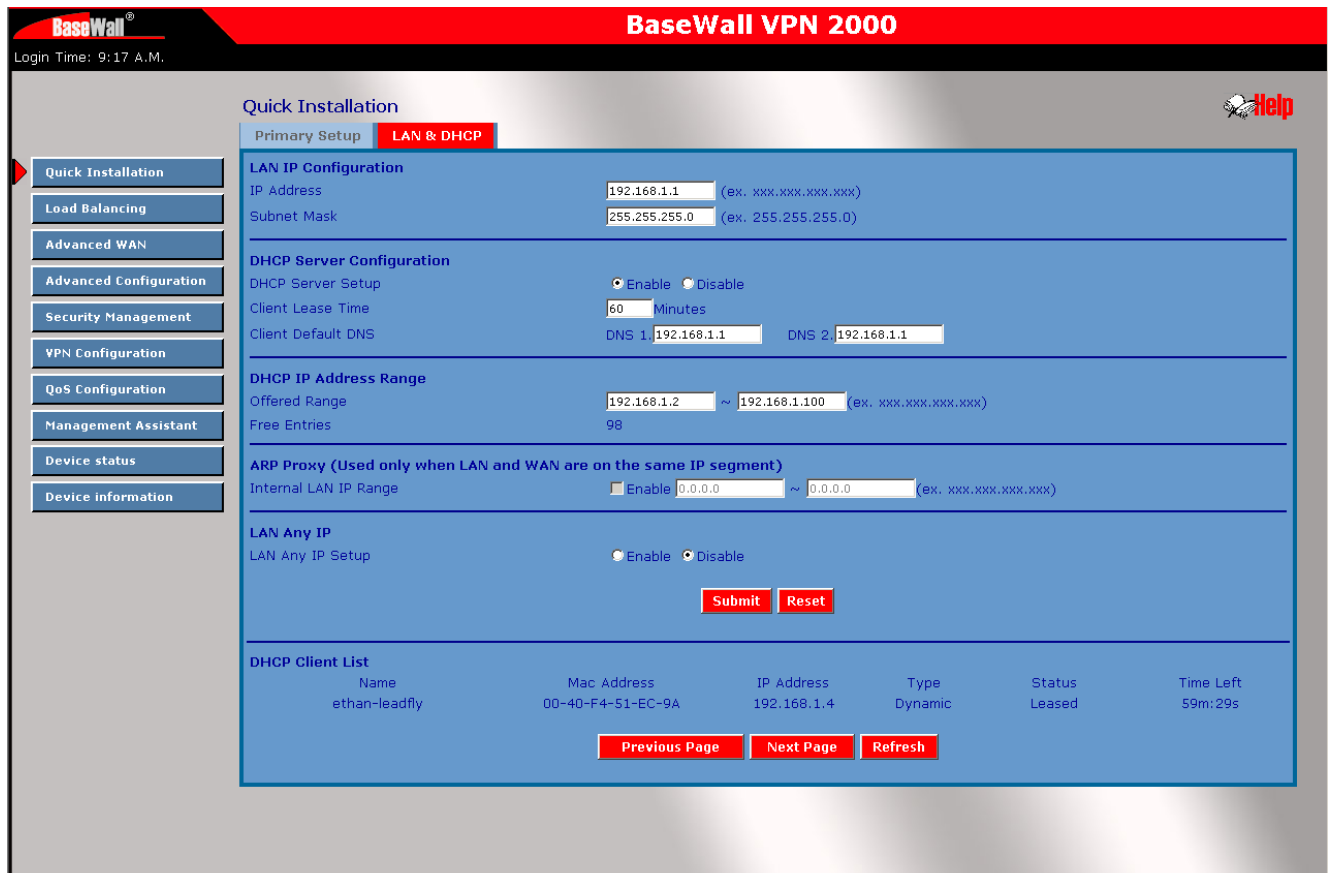 BaseWall®
BaseWall VPN 2000
Login Time: 9:17 A.M.
Quick Installation
Help
Primary Setup LAN & DHCP
Quick Installation
Load Balancing
Advanced WAN
Advanced Configuration
Security Management
VPN Configuration
QoS Configuration
Management Assistant
Device status
Device information
LAN IP Configuration
IP Address 192.168.1.1 (ex. xxx.xxx.xxx.xxx)
Subnet Mask 255.255.255.0 (ex. 255.255.255.0)
DHCP Server Configuration
DHCP Server Setup Enable Disable
Client Lease Time 60 Minutes
Client Default DNS DNS 1. 192.168.1.1 DNS 2. 192.168.1.1
DHCP IP Address Range
Offered Range 192.168.1.2 ~ 192.168.1.100 (ex. xxx.xxx.xxx.xxx)
Free Entries 98
ARP Proxy (Used only when LAN and WAN are on the same IP segment)
Internal LAN IP Range Enable 0.0.0.0 ~ 0.0.0.0 (ex. xxx.xxx.xxx.xxx)
LAN Any IP
LAN Any IP Setup Enable Disable
Submit Reset
DHCP Client List
Name Mac Address IP Address Type Status Time Left
ethan-leadfly 00-40-F4-51-EC-9A 192.168.1.4 Dynamic Leased 59m:29s
Previous Page Next Page Refresh